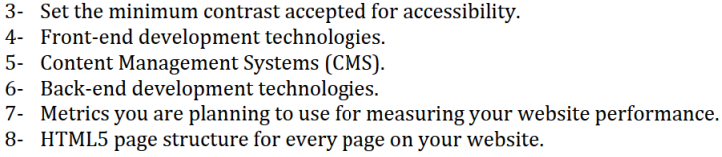 3- Set the minimum contrast accepted for accessibility.
4- Front-end development technologies.
5- Content Management Systems (CMS).
6- Back-end development technologies.
7- Metrics you are planning to use for measuring your website performance.
8- HTML5 page structure for every page on your website.